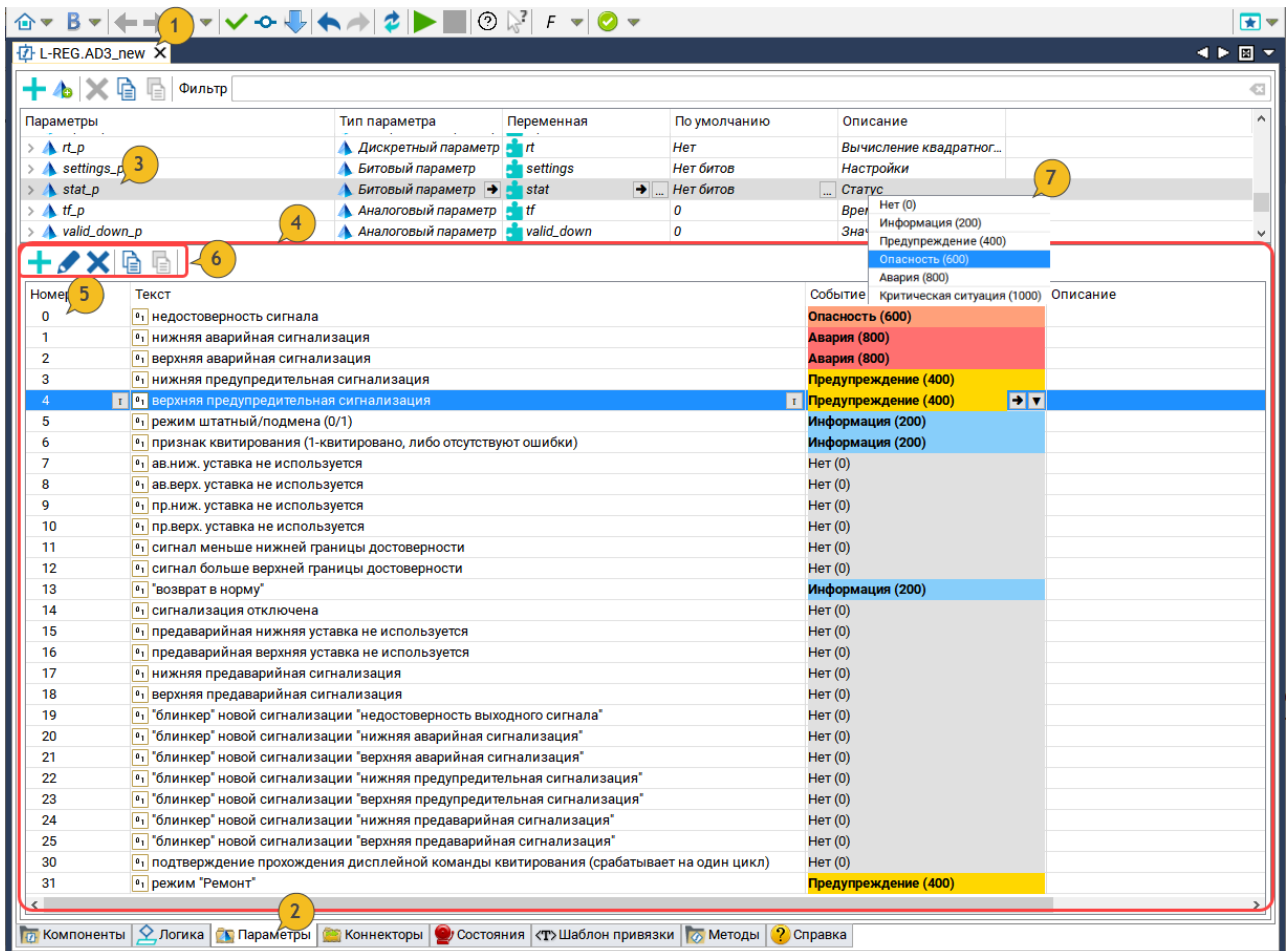 B F
1
L-REG.AD3_new
Фильтр
Параметры Тип параметра Переменная По умолчанию Описание
rt_p Дискретный параметр rt Нет Вычисление квадратног...
settings_p Битовый параметр settings Нет битов Настройки
3 7
stat_p Битовый параметр stat ... Нет битов ... Статус
tf_p Аналоговый параметр tf 0
valid_down_p Аналоговый параметр valid_down 0
Нет (0)
Информация (200)
Предупреждение (400)
Опасность (600)
Авария (800)
Критическая ситуация (1000)
4
6
5
Текст Событие Описание
0 недостоверность сигнала Опасность (600)
1 нижняя аварийная сигнализация Авария (800)
2 верхняя аварийная сигнализация Авария (800)
3 нижняя предупредительная сигнализация Предупреждение (400)
4 верхняя предупредительная сигнализация Предупреждение (400)
5 режим штатный/подмена (0/1) Информация (200)
6 признак квитирования (1-квитировано, либо отсутствуют ошибки) Информация (200)
7 ав.ниж. уставка не используется Нет (0)
8 ав.верх. уставка не используется Нет (0)
9 пр.ниж. уставка не используется Нет (0)
10 пр.верх. уставка не используется Нет (0)
11 сигнал меньше нижней границы достоверности Нет (0)
12 сигнал больше верхней границы достоверности Нет (0)
13 "возврат в норму" Информация (200)
14 сигнализация отключена Нет (0)
15 предаварийная нижняя уставка не используется Нет (0)
16 предаварийная верхняя уставка не используется Нет (0)
17 нижняя предаварийная сигнализация Нет (0)
18 верхняя предаварийная сигнализация Нет (0)
19 "блинкер" новой сигнализации "недостоверность выходного сигнала" Нет (0)
20 "блинкер" новой сигнализации "нижняя аварийная сигнализация" Нет (0)
21 "блинкер" новой сигнализации "верхняя аварийная сигнализация" Нет (0)
22 "блинкер" новой сигнализации "нижняя предупредительная сигнализация" Нет (0)
23 "блинкер" новой сигнализации "верхняя предупредительная сигнализация" Нет (0)
24 "блинкер" новой сигнализации "нижняя предаварийная сигнализация" Нет (0)
25 "блинкер" новой сигнализации "верхняя предаварийная сигнализация" Нет (0)
30 подтверждение прохождения дисплейной команды квитирования (срабатывает на один цикл) Нет (0)
31 режим "Ремонт" Предупреждение (400)
2
Компоненты Логика Параметры Коннекторы Состояния <T> Шаблон привязки Методы Справка